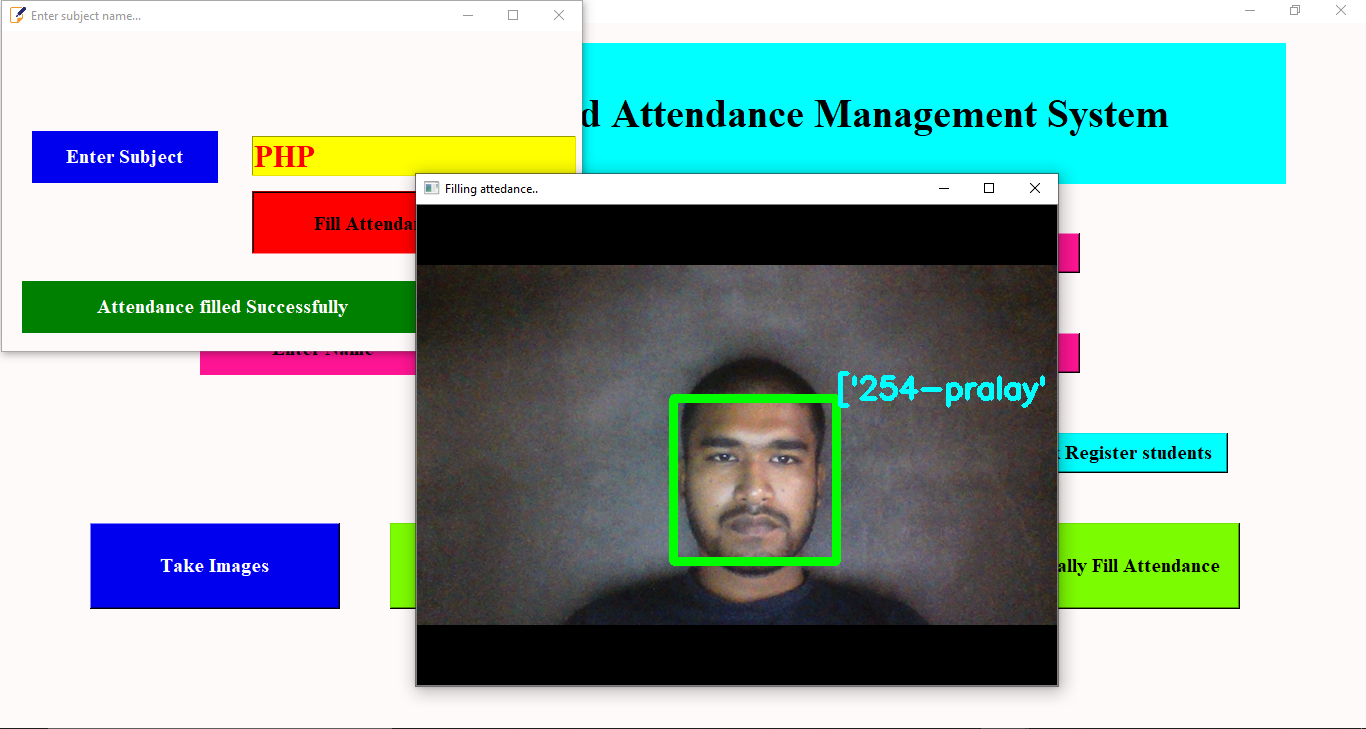 Enter subject name...
d Attendance Management System
Enter Subject
PHP
Filling attedance..
Fill Attenda
Attendance filled Successfully
Enter Name
['254-pralay'
Register students
Take Images
ally Fill Attendance